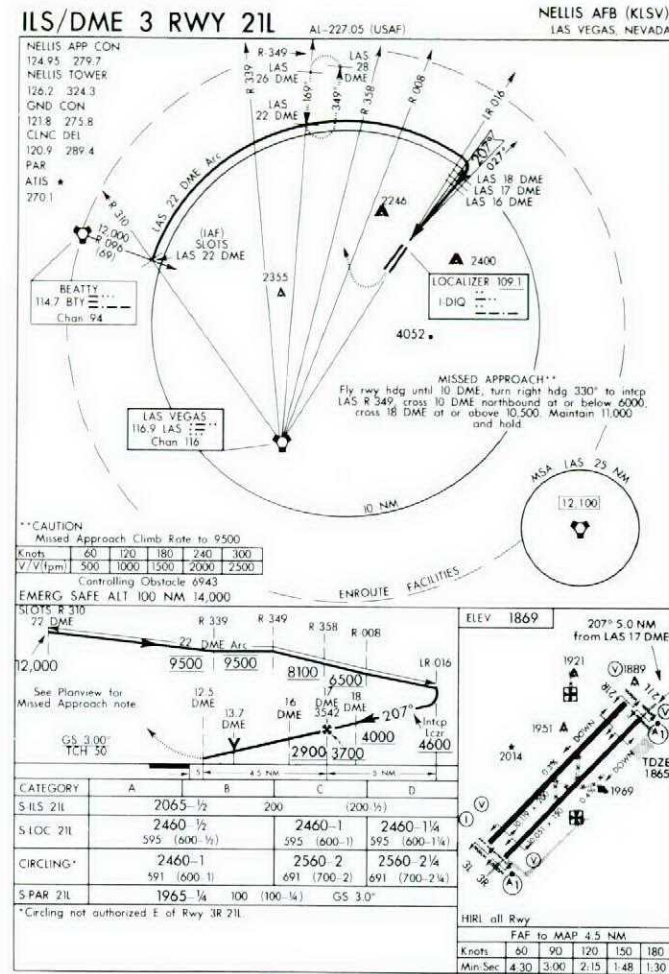 ILS/DME 3 RWY 21L
AL-227.05 (USAF)
NELLIS AFB (KLSV)
LAS VEGAS, NEVADA
NELLIS APP CON
124.95 279.7
NELLIS TOWER
126.2 324.3
GND CON
121.8 275.8
CLNC DEL
120.9 289.4
PAR
ATIS *
270.1
R-349
LAS 26 DME
LAS 28 DME
LAS 22 DME
R 339
169°
349°
R 358
R 008
LR-016
207°
027°
LAS 18 DME
LAS 17 DME
LAS 16 DME
LAS 22 DME Arc
R 310
12,000
R 096
(69)
(IAF)
SLOTS
LAS 22 DME
BEATTY
114.7 BTY
Chan 94
2246
2400
2355
4052
LOCALIZER 109.1
I-DIQ
MISSED APPROACH**
Fly rwy hdg until 10 DME, turn right hdg 330° to intcp
LAS R 349, cross 10 DME northbound at or below 6000,
cross 18 DME at or above 10,500. Maintain 11,000
and hold
LAS VEGAS
116.9 LAS
Chan 116
10 NM
MSA LAS 25 NM
12,100
ENROUTE FACILITIES
**CAUTION
Missed Approach Climb Rate to 9500
Knots 60 120 180 240 300
V/V(fpm) 500 1000 1500 2000 2500
Controlling Obstacle 6943
EMERG SAFE ALT 100 NM 14,000
SLOTS R 310
22 DME
R 339
R 349
R 358
R 008
LR-016
22 DME Arc
12,000
9500
9500
8100
6500
See Planview for
Missed Approach note.
12.5 DME
13.7 DME
16 DME
17 DME
3542
18 DME
207°
Intcp Lczr
4600
4000
2900
3700
GS 3.00°
TCH 50
.5
4.5 NM
ELEV 1869
207° 5.0 NM
from LAS 17 DME
1921
1889
1951
2014
1969
TDZE
1865
DOWN
DOWN
21R
21L
3L
3R
HIRL all Rwy
CATEGORY A B C D
S ILS 21L 2065-½ 200 (200-½)
S LOC 21L 2460-½ 2460-1 2460-1¼
595 (600-½) 595 (600-1) 595 (600-1¼)
CIRCLING* 2460-1 2560-2 2560-2¼
591 (600-1) 691 (700-2) 691 (700-2¼)
S PAR 21L 1965-¼ 100 (100-¼) GS 3.0°
*Circling not authorized E of Rwy 3R 21L
FAF to MAP 4.5 NM
Knots 60 90 120 150 180
Min:Sec 4:30 3:00 2:15 1:48 1:30